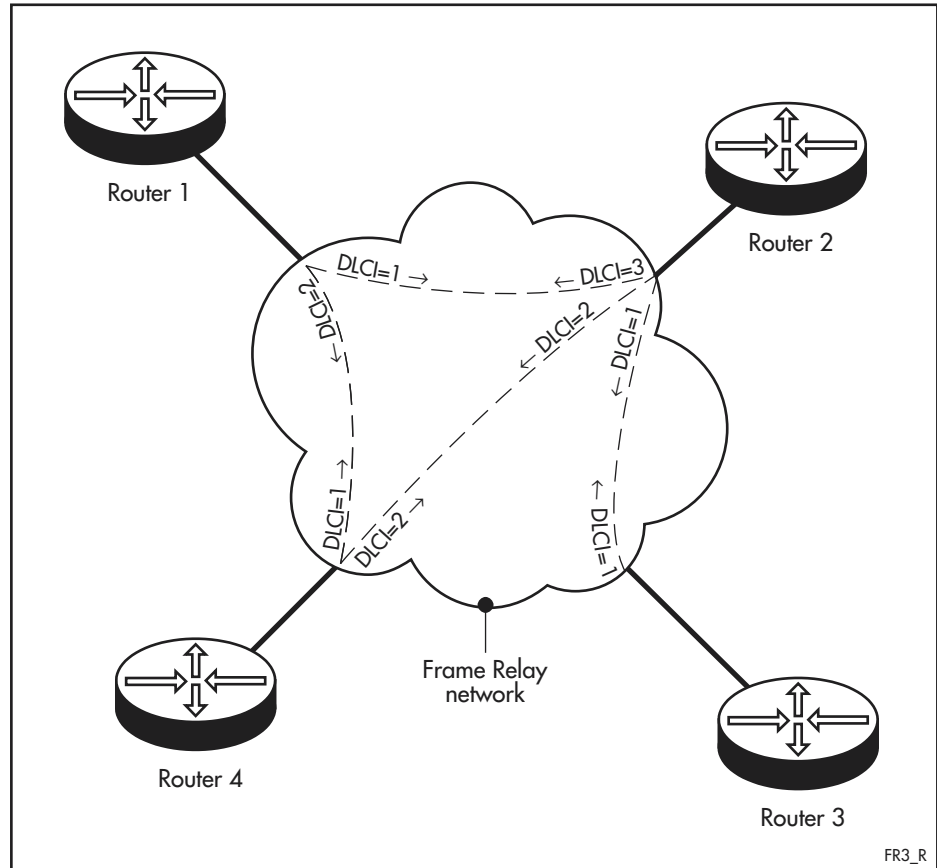 Router 1
Router 2
DLCI=1 →
← DLCI=3
← DLCI=2
← DLCI=2
← DLCI=1
DLCI=1 →
DLCI=2 →
← DLCI=1
Frame Relay
network
Router 4
Router 3
FR3_R